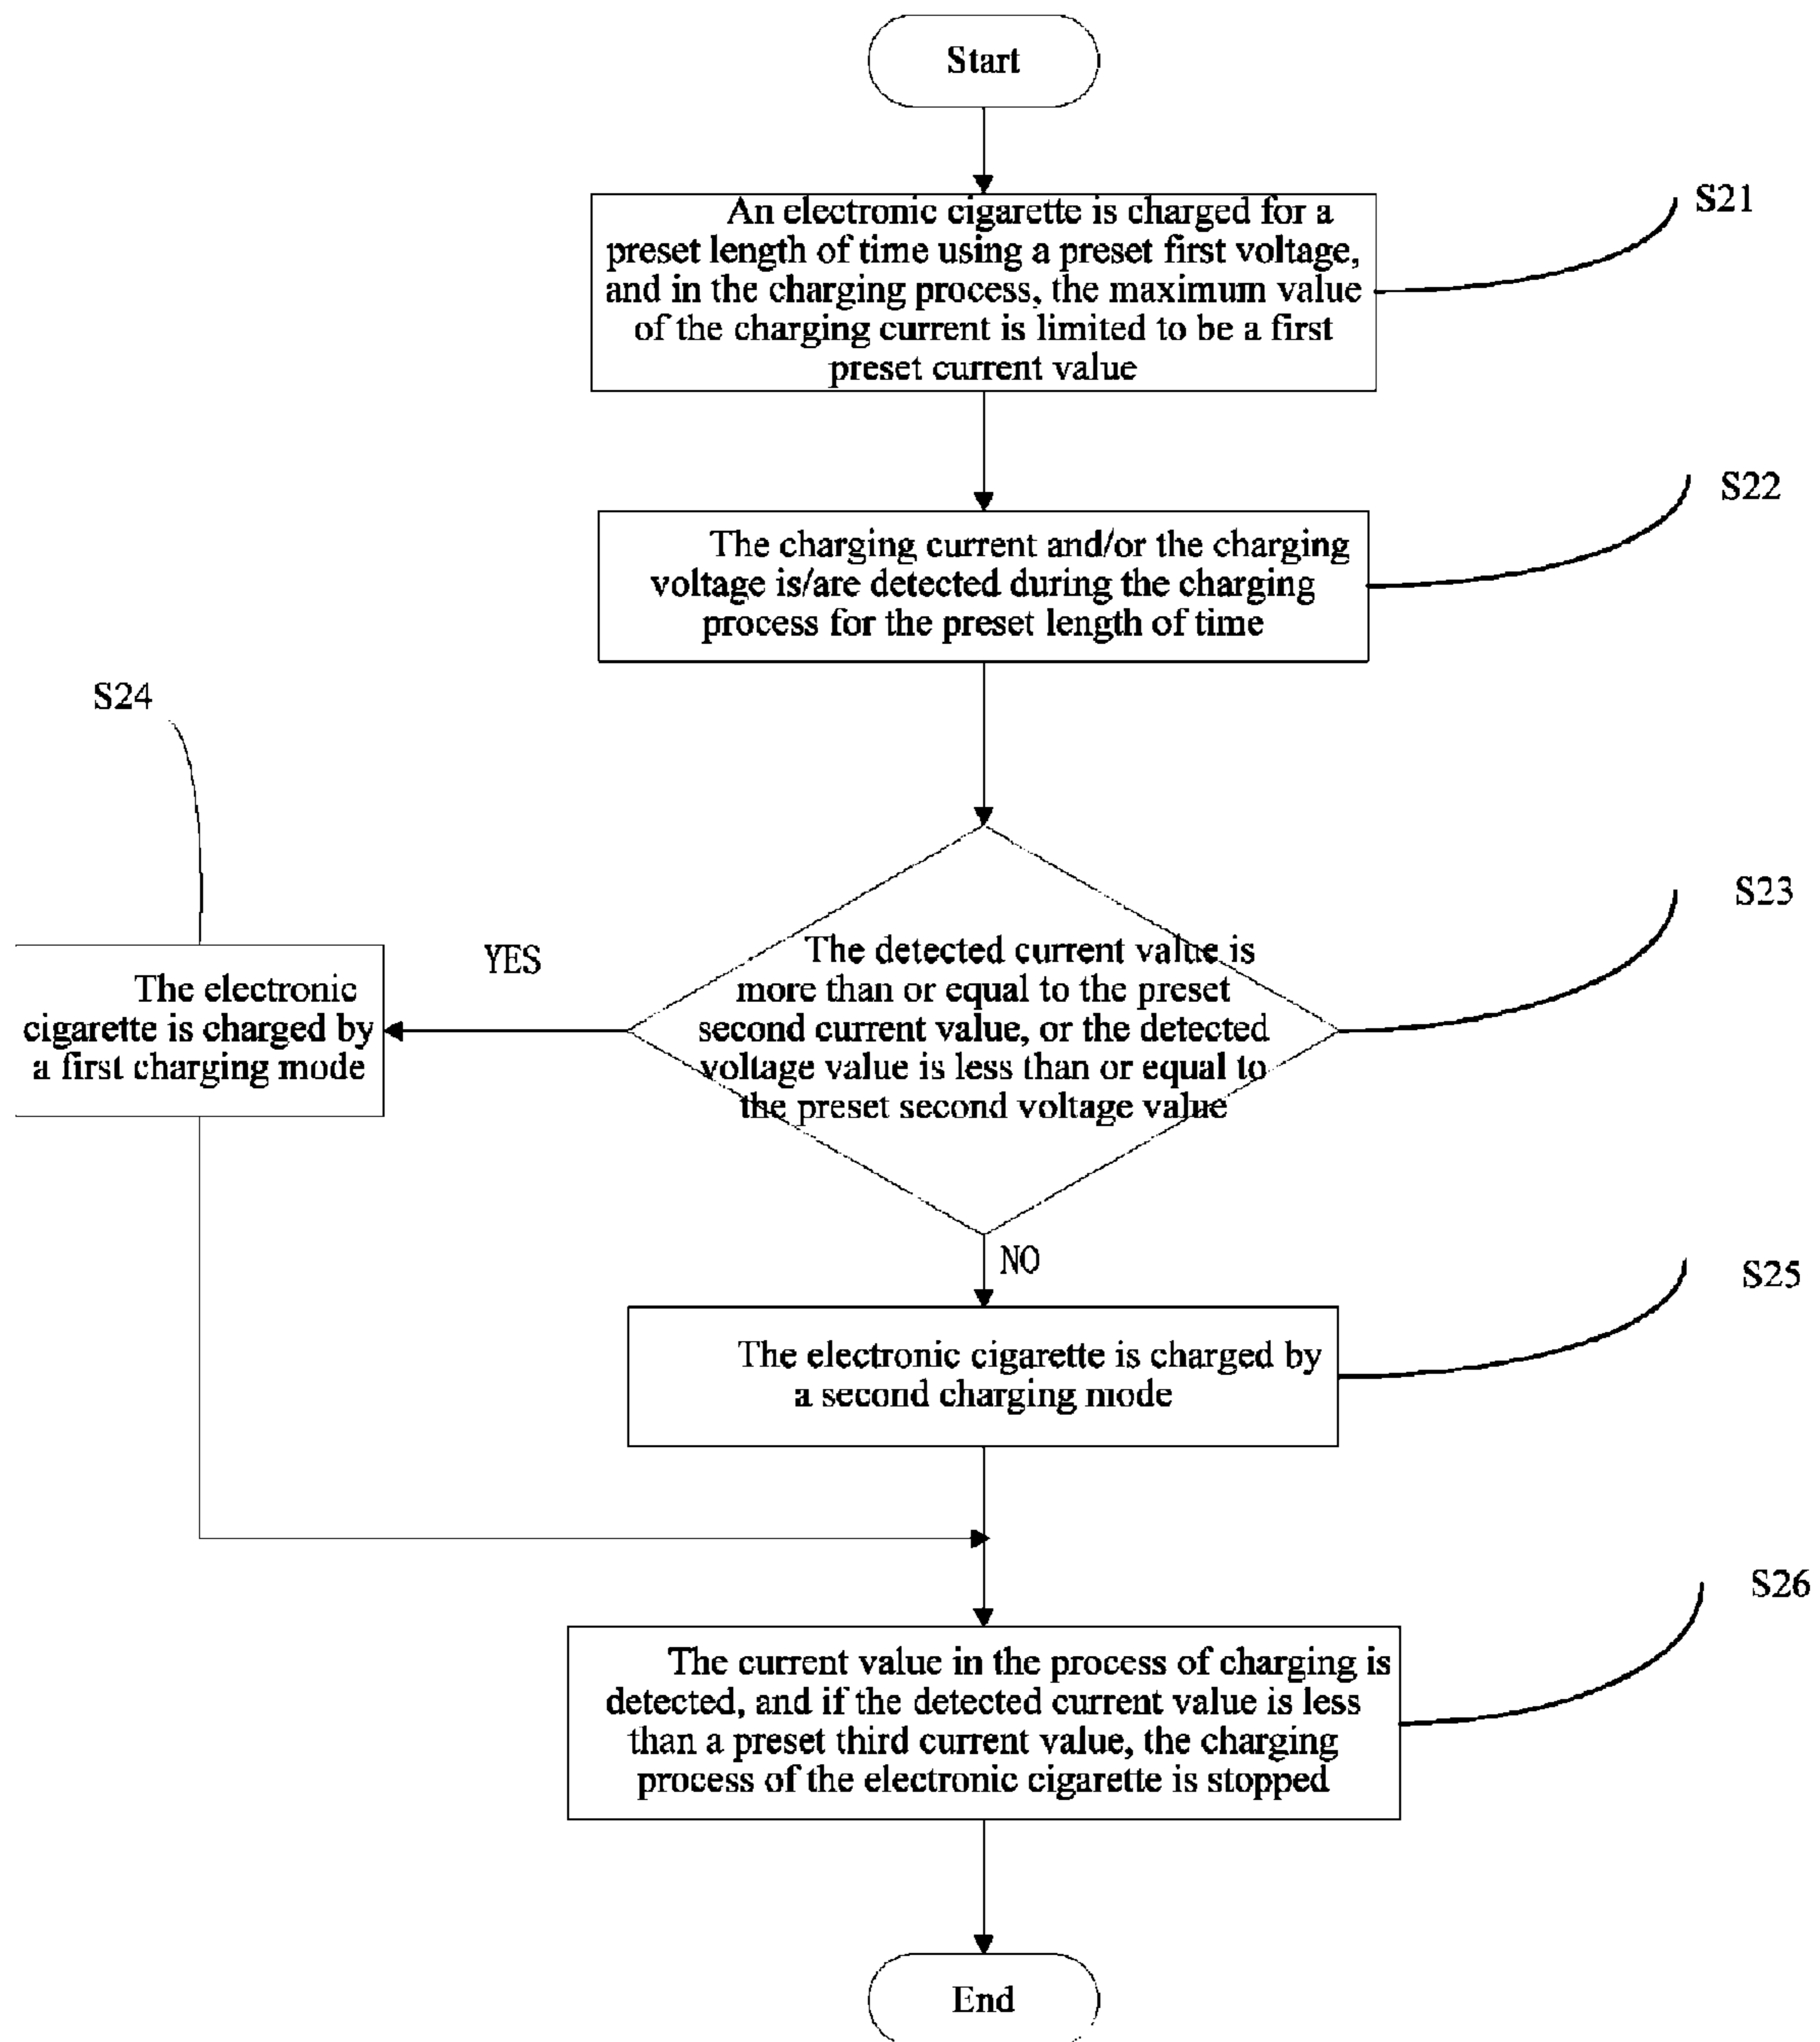 Start
An electronic cigarette is charged for a
preset length of time using a preset first voltage,
and in the charging process, the maximum value
of the charging current is limited to be a first
preset current value
S21
The charging current and/or the charging
voltage is/are detected during the charging
process for the preset length of time
S22
S24
The electronic
cigarette is charged by
a first charging mode
YES
The detected current value is
more than or equal to the preset
second current value, or the detected
voltage value is less than or equal to
the preset second voltage value
S23
NO
The electronic cigarette is charged by
a second charging mode
S25
The current value in the process of charging is
detected, and if the detected current value is less
than a preset third current value, the charging
process of the electronic cigarette is stopped
S26
End